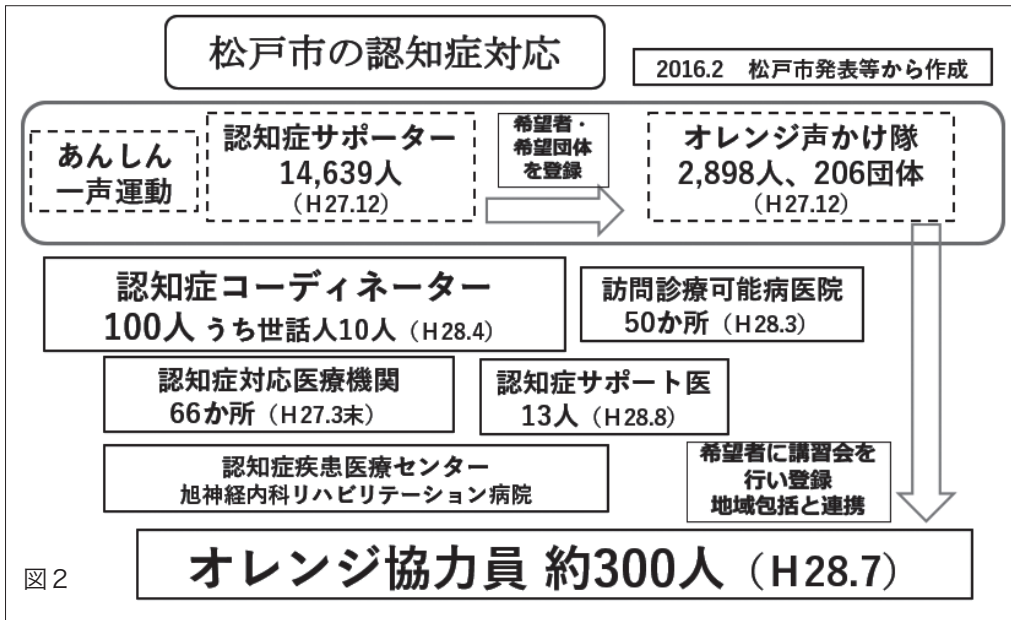 松戸市の認知症対応
2016.2 松戸市発表等から作成
あんしん
一声運動
認知症サポーター
14,639人
（H27.12）
希望者・
希望団体
を登録
オレンジ声かけ隊
2,898人、206団体
（H27.12）
認知症コーディネーター
100人 うち世話人10人（H28.4）
訪問診療可能病医院
50か所（H28.3）
認知症対応医療機関
66か所（H27.3末）
認知症サポート医
13人（H28.8）
認知症疾患医療センター
旭神経内科リハビリテーション病院
希望者に講習会を
行い登録
地域包括と連携
オレンジ協力員 約300人（H28.7）
図２